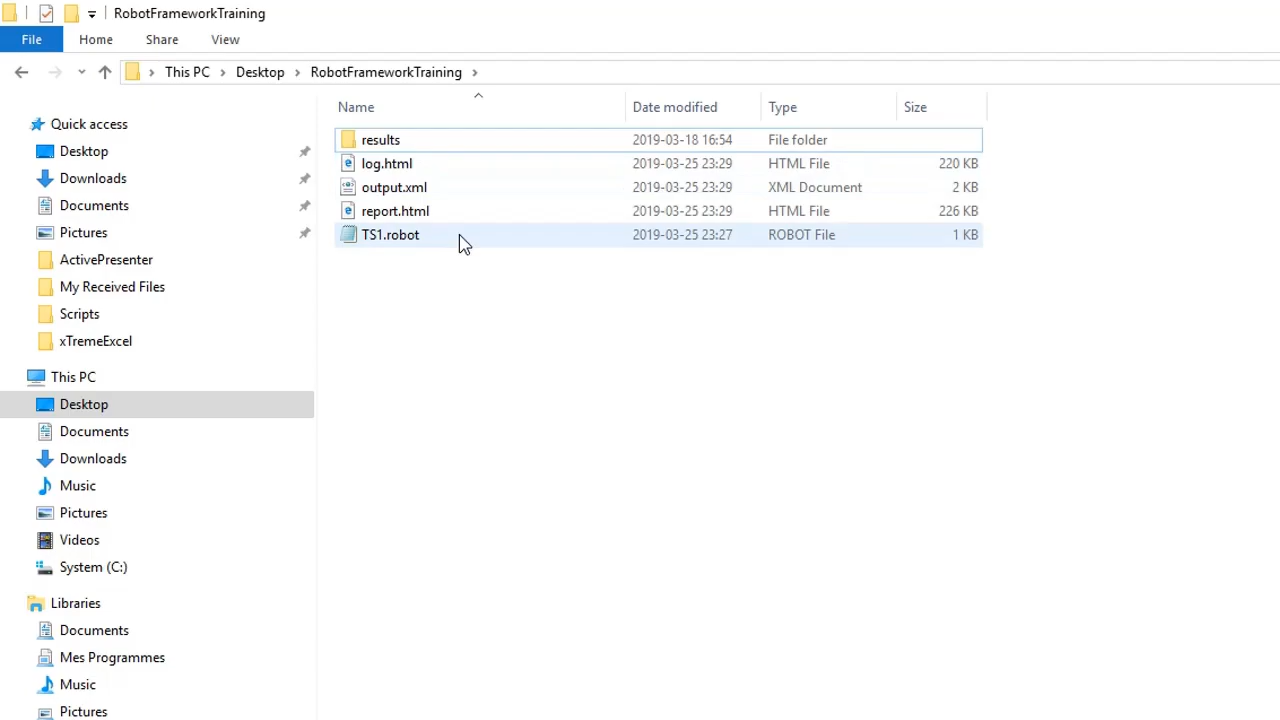 RobotFrameworkTraining
File Home Share View
This PC Desktop RobotFrameworkTraining
Name Date modified Type Size
results 2019-03-18 16:54 File folder
log.html 2019-03-25 23:29 HTML File 220 KB
output.xml 2019-03-25 23:29 XML Document 2 KB
report.html 2019-03-25 23:29 HTML File 226 KB
TS1.robot 2019-03-25 23:27 ROBOT File 1 KB
Quick access
Desktop
Downloads
Documents
Pictures
ActivePresenter
My Received Files
Scripts
xTremeExcel
This PC
Desktop
Documents
Downloads
Music
Pictures
Videos
System (C:)
Libraries
Documents
Mes Programmes
Music
Pictures